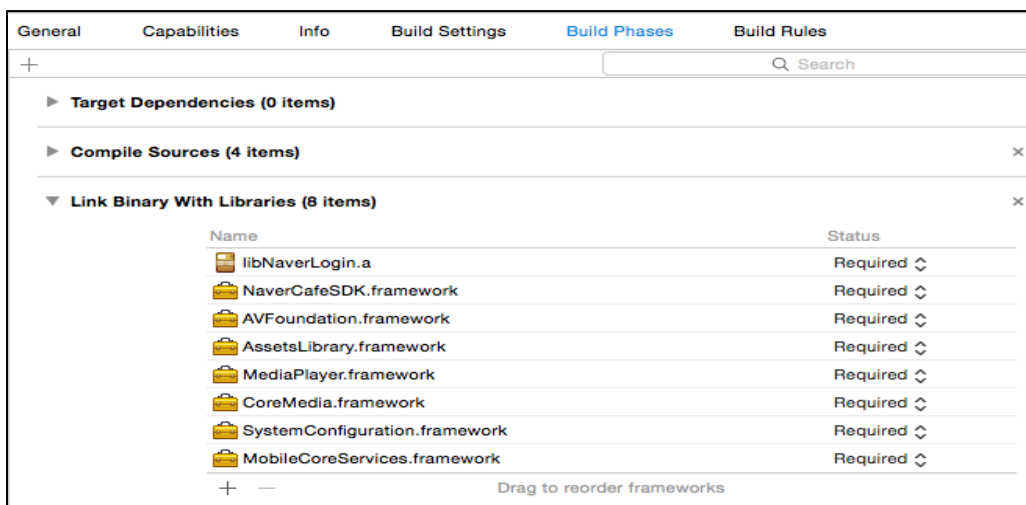 General Capabilities Info Build Settings Build Phases Build Rules
+ Search
Target Dependencies (0 items)
Compile Sources (4 items) ×
Link Binary With Libraries (8 items) ×
Name Status
libNaverLogin.a Required
NaverCafeSDK.framework Required
AVFoundation.framework Required
AssetsLibrary.framework Required
MediaPlayer.framework Required
CoreMedia.framework Required
SystemConfiguration.framework Required
MobileCoreServices.framework Required
+ — Drag to reorder frameworks